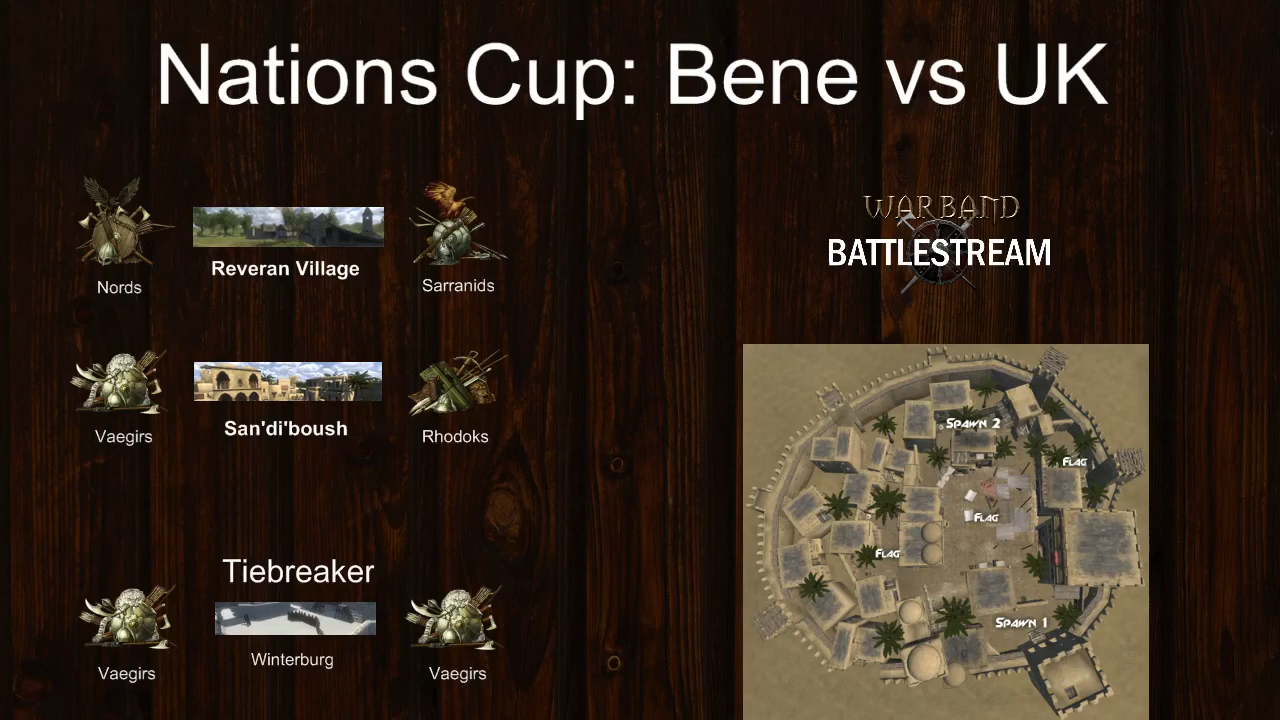 Nations Cup: Bene vs UK
Nords
Reveran Village
Sarranids
Vaegirs
San'di'boush
Rhodoks
Tiebreaker
Vaegirs
Winterburg
Vaegirs
WARBAND
BATTLESTREAM
Spawn 2
Flag
Flag
Flag
Spawn 1